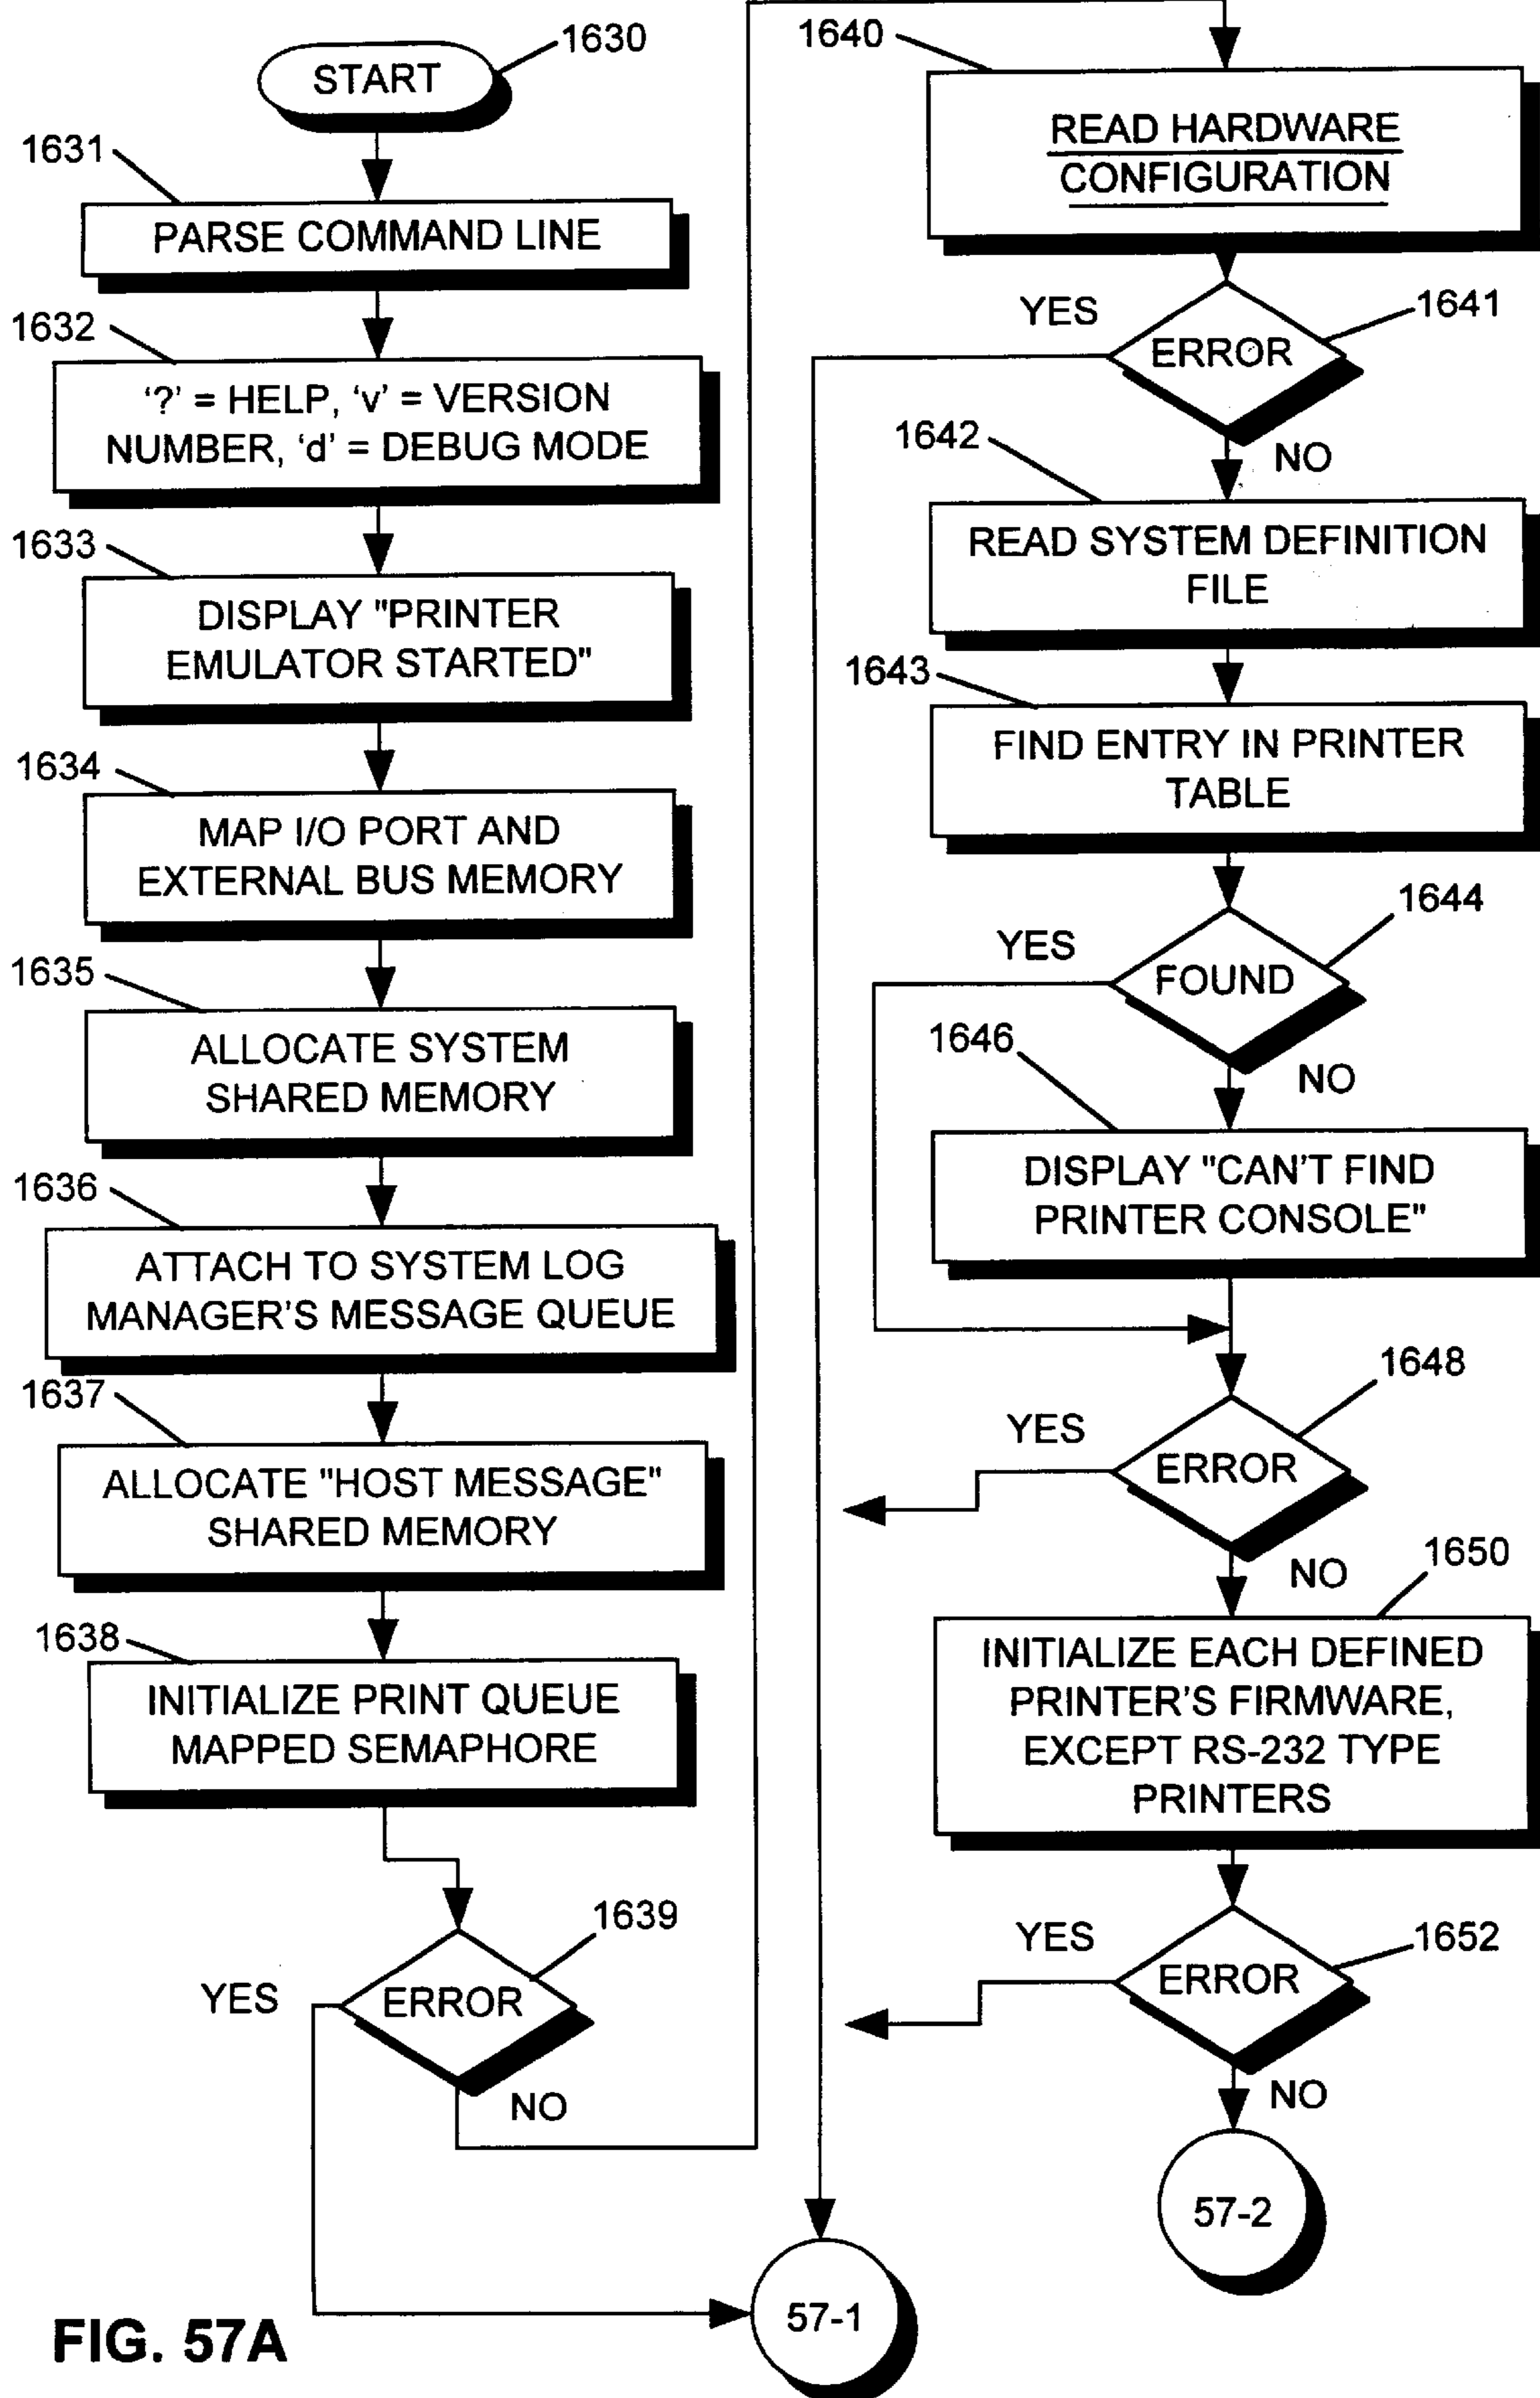 1630
START
1631
PARSE COMMAND LINE
1632
‘?’ = HELP, ‘v’ = VERSION
NUMBER, ‘d’ = DEBUG MODE
1633
DISPLAY "PRINTER
EMULATOR STARTED"
1634
MAP I/O PORT AND
EXTERNAL BUS MEMORY
1635
ALLOCATE SYSTEM
SHARED MEMORY
1636
ATTACH TO SYSTEM LOG
MANAGER'S MESSAGE QUEUE
1637
ALLOCATE "HOST MESSAGE"
SHARED MEMORY
1638
INITIALIZE PRINT QUEUE
MAPPED SEMAPHORE
1639
YES
ERROR
NO
1640
READ HARDWARE
CONFIGURATION
YES
1641
ERROR
NO
1642
READ SYSTEM DEFINITION
FILE
1643
FIND ENTRY IN PRINTER
TABLE
1644
YES
FOUND
NO
1646
DISPLAY "CAN'T FIND
PRINTER CONSOLE"
1648
YES
ERROR
NO
1650
INITIALIZE EACH DEFINED
PRINTER'S FIRMWARE,
EXCEPT RS-232 TYPE
PRINTERS
YES
1652
ERROR
NO
57-2
57-1
FIG. 57A